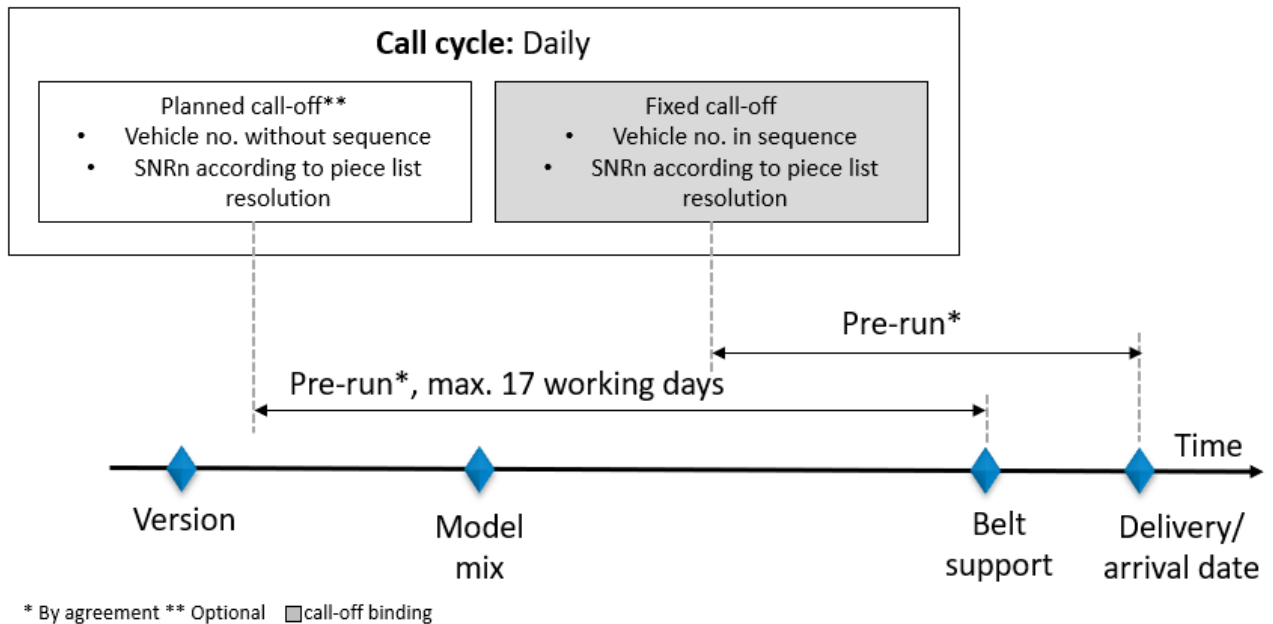 Call cycle: Daily
Planned call-off**
• Vehicle no. without sequence
• SNRn according to piece list
resolution
Fixed call-off
• Vehicle no. in sequence
• SNRn according to piece list
resolution
Pre-run*
Pre-run*, max. 17 working days
Time
Version
Model
mix
Belt
support
Delivery/
arrival date
* By agreement ** Optional call-off binding